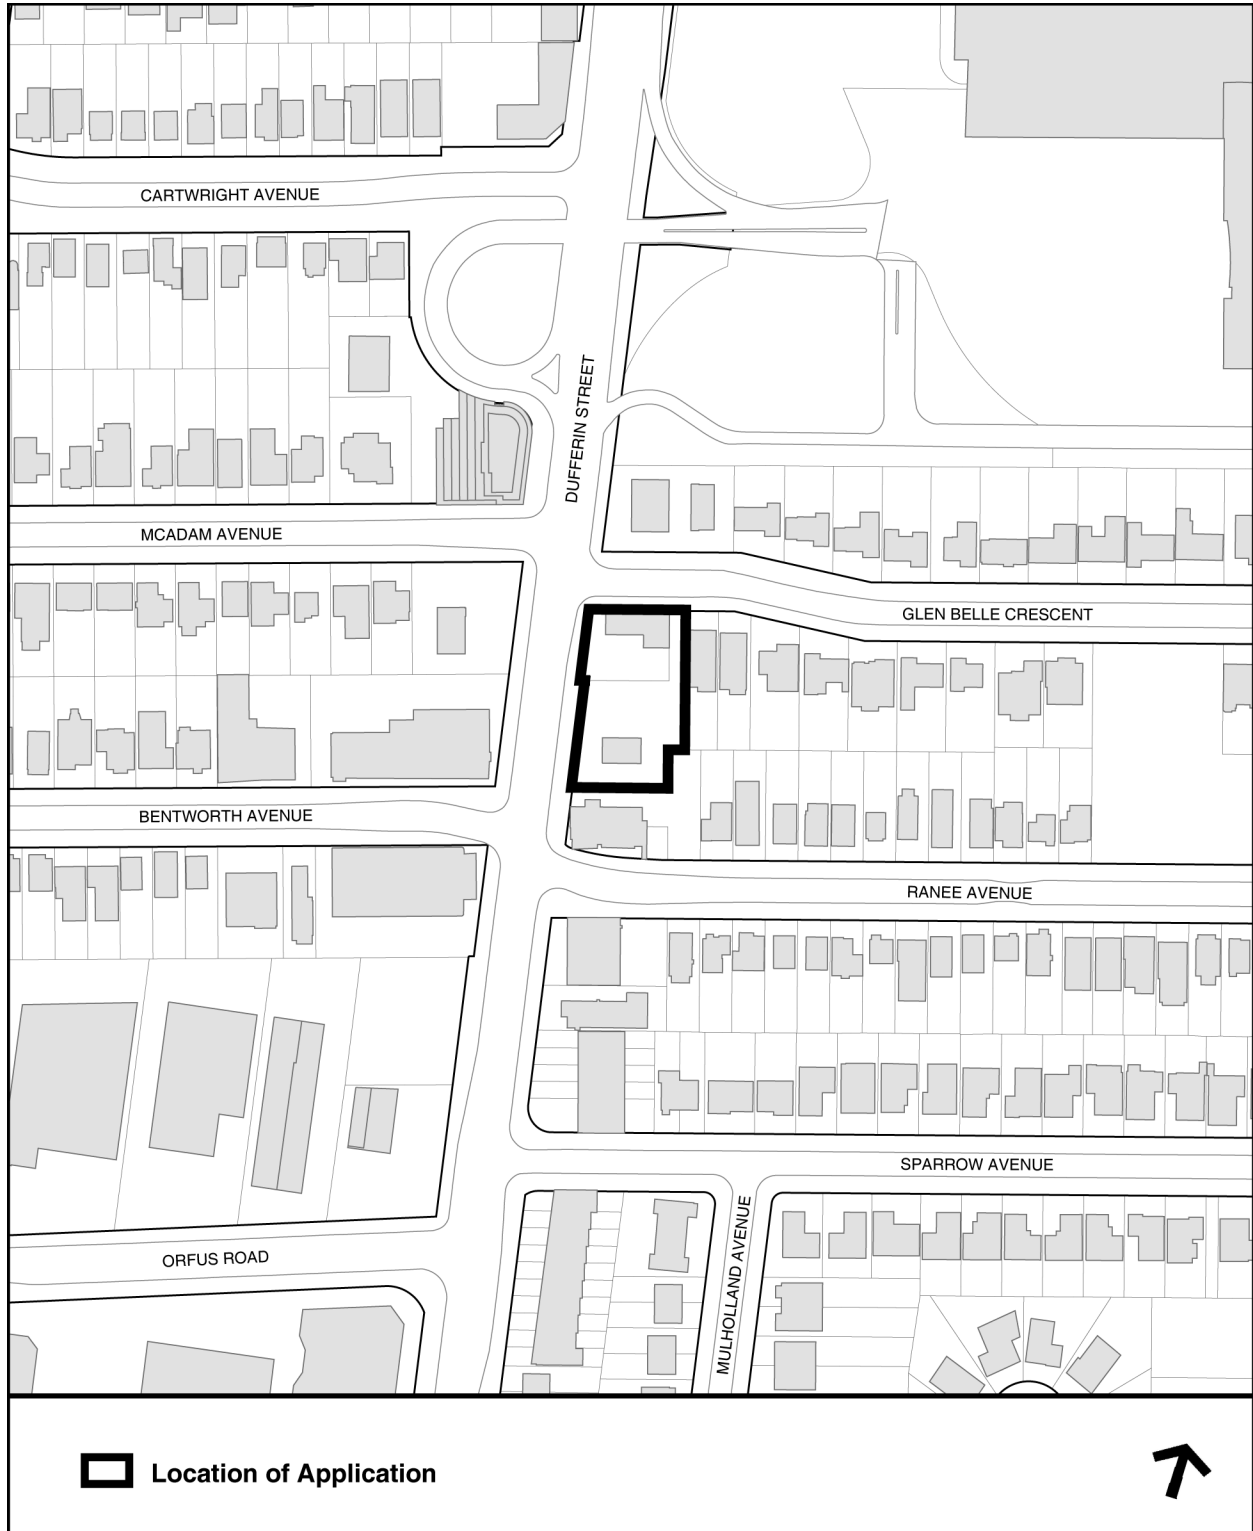 CARTWRIGHT AVENUE
DUFFERIN STREET
MCADAM AVENUE
GLEN BELLE CRESCENT
BENTWORTH AVENUE
RANEE AVENUE
SPARROW AVENUE
MULHOLLAND AVENUE
ORFUS ROAD
Location of Application